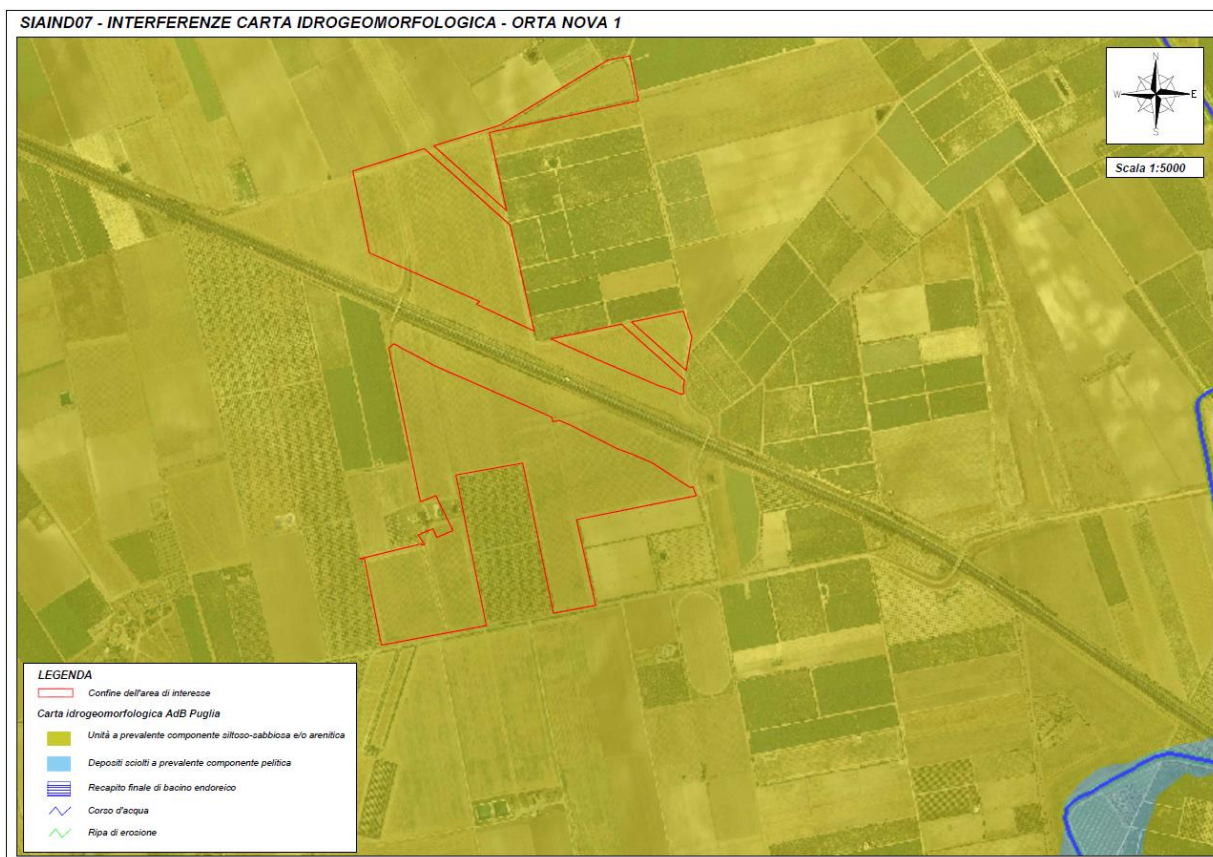 SIAIND07 - INTERFERENZE CARTA IDROGEOMORFOLOGICA - ORTA NOVA 1
N
W E
S
Scala 1:5000
LEGENDA
Confine dell'area di interesse
Carta idrogeomorfologica AdB Puglia
Unità a prevalente componente siltoso-sabbiosa e/o arenitica
Depositi sciolti a prevalente componente pelitica
Recapito finale di bacino endoreico
Corso d'acqua
Ripa di erosione